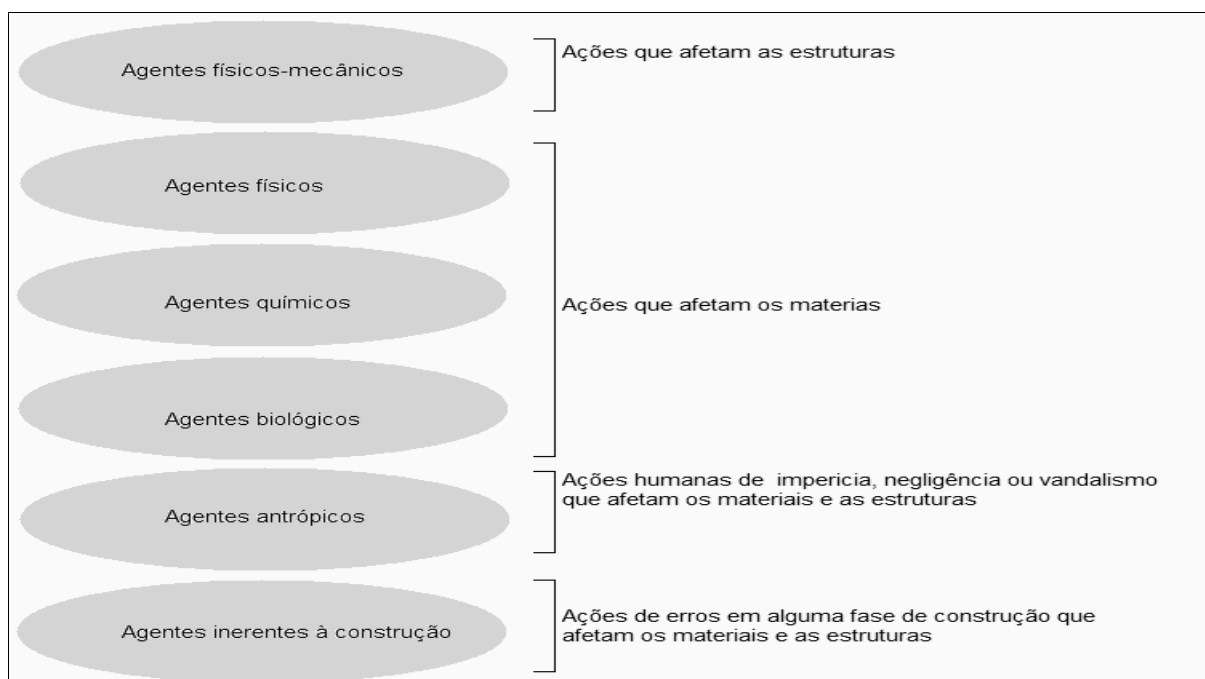 Agentes físicos-mecânicos
Ações que afetam as estruturas
Agentes físicos
Agentes químicos
Ações que afetam os materias
Agentes biológicos
Agentes antrópicos
Ações humanas de impericia, negligência ou vandalismo
que afetam os materiais e as estruturas
Agentes inerentes à construção
Ações de erros em alguma fase de construção que
afetam os materiais e as estruturas